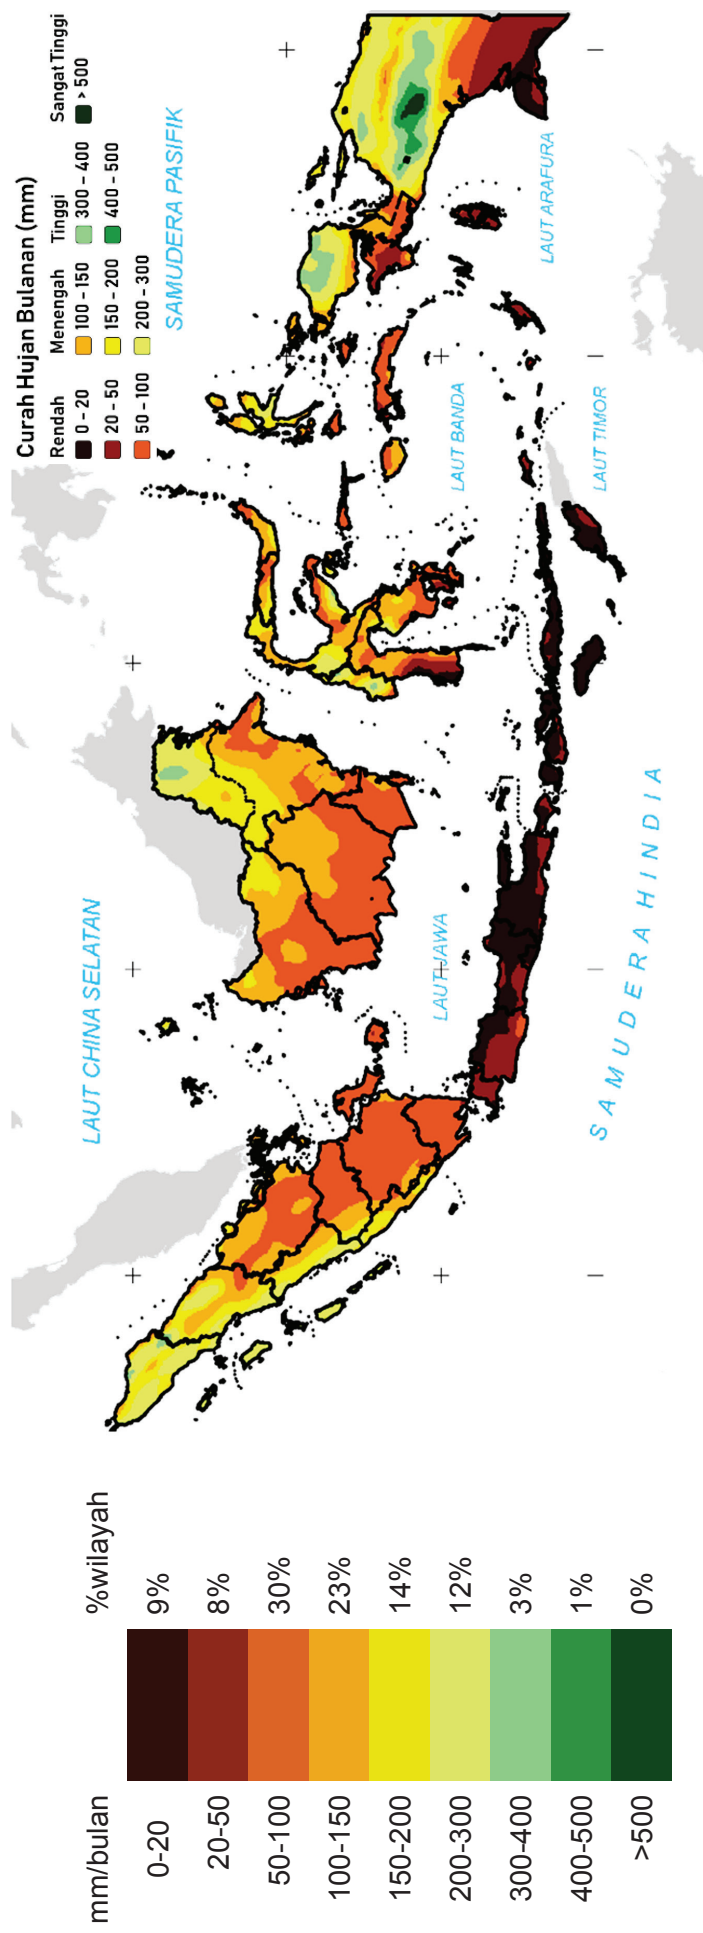 Curah Hujan Bulanan (mm)
Rendah Menengah Tinggi Sangat Tinggi
0 – 20 100 – 150 300 – 400 > 500
20 – 50 150 – 200 400 – 500
50 – 100 200 – 300
LAUT CHINA SELATAN
SAMUDERA PASIFIK
LAUT JAWA
LAUT BANDA
LAUT ARAFURA
LAUT TIMOR
SAMUDERA HINDIA
mm/bulan %wilayah
0-20 9%
20-50 8%
50-100 30%
100-150 23%
150-200 14%
200-300 12%
300-400 3%
400-500 1%
>500 0%